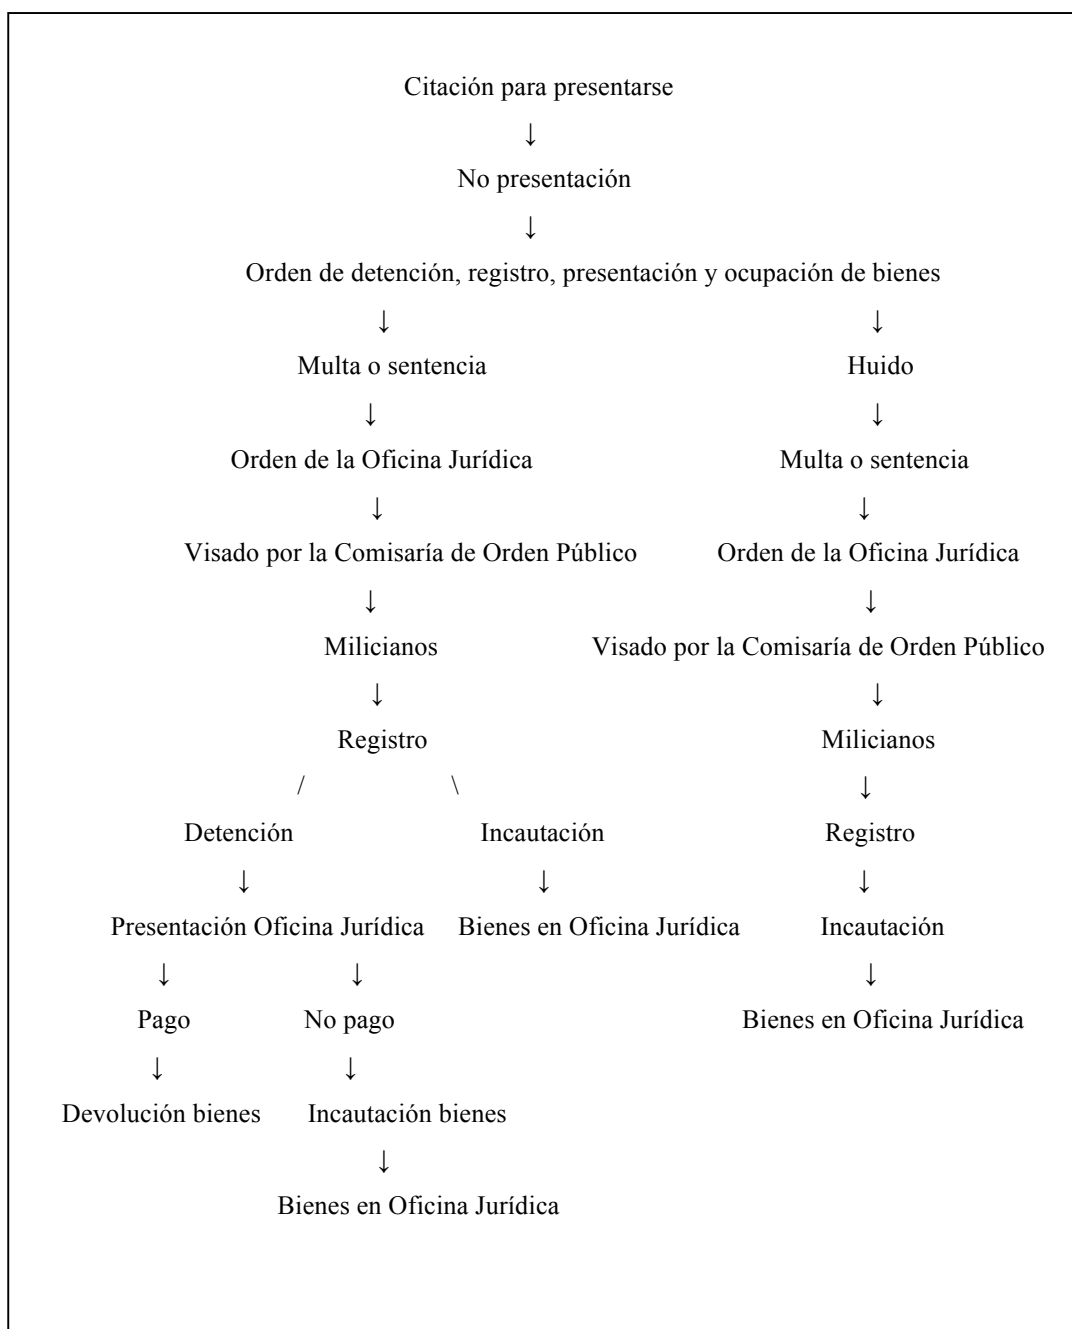 Citación para presentarse
↓
No presentación
↓
Orden de detención, registro, presentación y ocupación de bienes
↓ ↓
Multa o sentencia Huido
↓ ↓
Orden de la Oficina Jurídica Multa o sentencia
↓ ↓
Visado por la Comisaría de Orden Público Orden de la Oficina Jurídica
↓ ↓
Milicianos Visado por la Comisaría de Orden Público
↓ ↓
Registro Milicianos
/ \ ↓
Detención Incautación Registro
↓ ↓ ↓
Presentación Oficina Jurídica Bienes en Oficina Jurídica Incautación
↓ ↓ ↓
Pago No pago Bienes en Oficina Jurídica
↓ ↓
Devolución bienes Incautación bienes
↓
Bienes en Oficina Jurídica